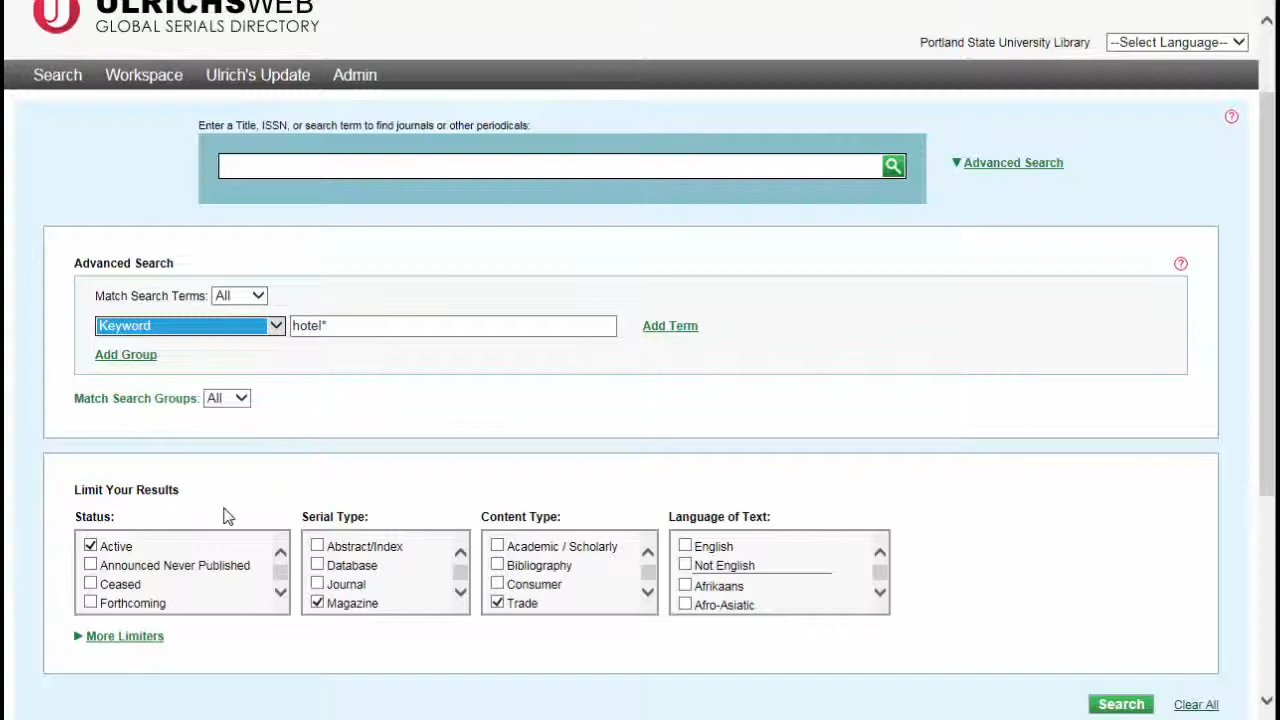 ULRICHSWEB
GLOBAL SERIALS DIRECTORY
Portland State University Library --Select Language--
Search Workspace Ulrich's Update Admin
Enter a Title, ISSN, or search term to find journals or other periodicals:
?
▼Advanced Search
Advanced Search
?
Match Search Terms: All
Keyword hotel* Add Term
Add Group
Match Search Groups: All
Limit Your Results
Status: Serial Type: Content Type: Language of Text:
Active Abstract/Index Academic / Scholarly English
Announced Never Published Database Bibliography Not English
Ceased Journal Consumer Afrikaans
Forthcoming Magazine Trade Afro-Asiatic
More Limiters
Search Clear All